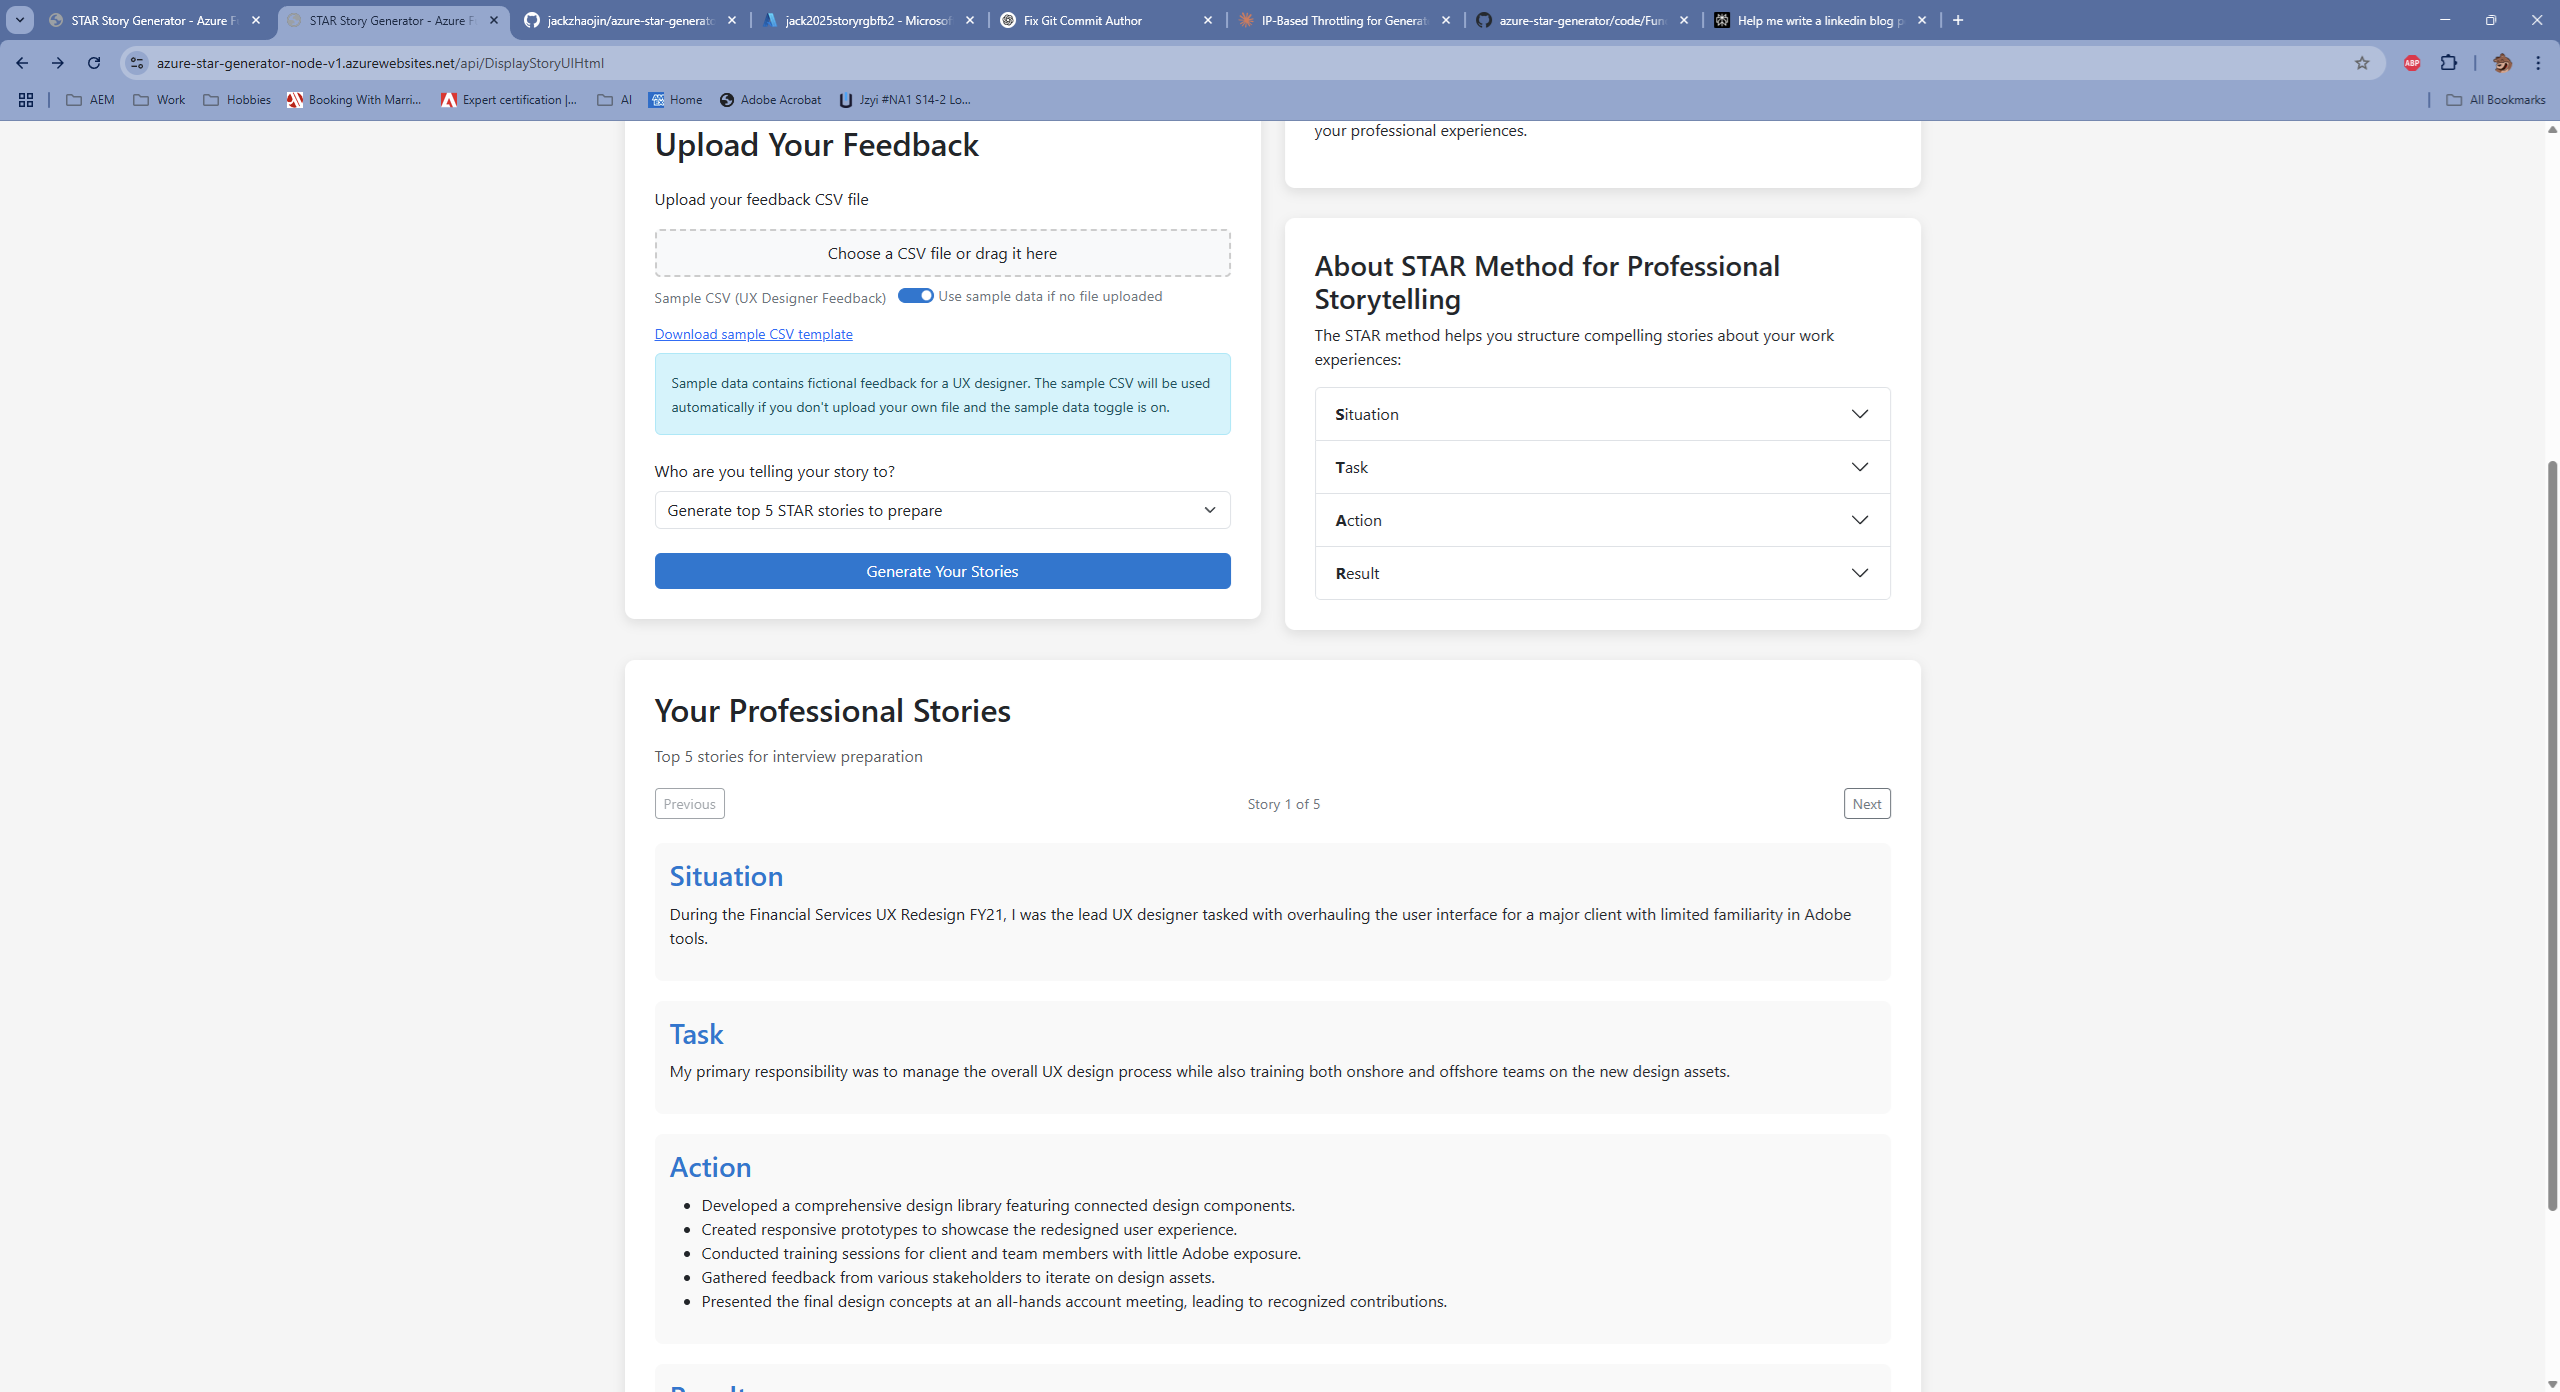 STAR Story Generator - Azure F
STAR Story Generator - Azure F
jackzhaojin/azure-star-generato
jack2025storyrgbfb2 - Microsof
Fix Git Commit Author
IP-Based Throttling for Generat
azure-star-generator/code/Fun
Help me write a linkedin blog p
azure-star-generator-node-v1.azurewebsites.net/api/DisplayStoryUIHtml
ABP
AEM
Work
Hobbies
Booking With Marri...
Expert certification |...
AI
Home
Adobe Acrobat
Jzyi #NA1 S14-2 Lo...
All Bookmarks
Upload Your Feedback
Upload your feedback CSV file
Choose a CSV file or drag it here
Sample CSV (UX Designer Feedback)
Use sample data if no file uploaded
Download sample CSV template
Sample data contains fictional feedback for a UX designer. The sample CSV will be used
automatically if you don't upload your own file and the sample data toggle is on.
Who are you telling your story to?
Generate top 5 STAR stories to prepare
Generate Your Stories
your professional experiences.
About STAR Method for Professional
Storytelling
The STAR method helps you structure compelling stories about your work
experiences:
Situation
Task
Action
Result
Your Professional Stories
Top 5 stories for interview preparation
Previous
Story 1 of 5
Next
Situation
During the Financial Services UX Redesign FY21, I was the lead UX designer tasked with overhauling the user interface for a major client with limited familiarity in Adobe
tools.
Task
My primary responsibility was to manage the overall UX design process while also training both onshore and offshore teams on the new design assets.
Action
• Developed a comprehensive design library featuring connected design components.
• Created responsive prototypes to showcase the redesigned user experience.
• Conducted training sessions for client and team members with little Adobe exposure.
• Gathered feedback from various stakeholders to iterate on design assets.
• Presented the final design concepts at an all-hands account meeting, leading to recognized contributions.